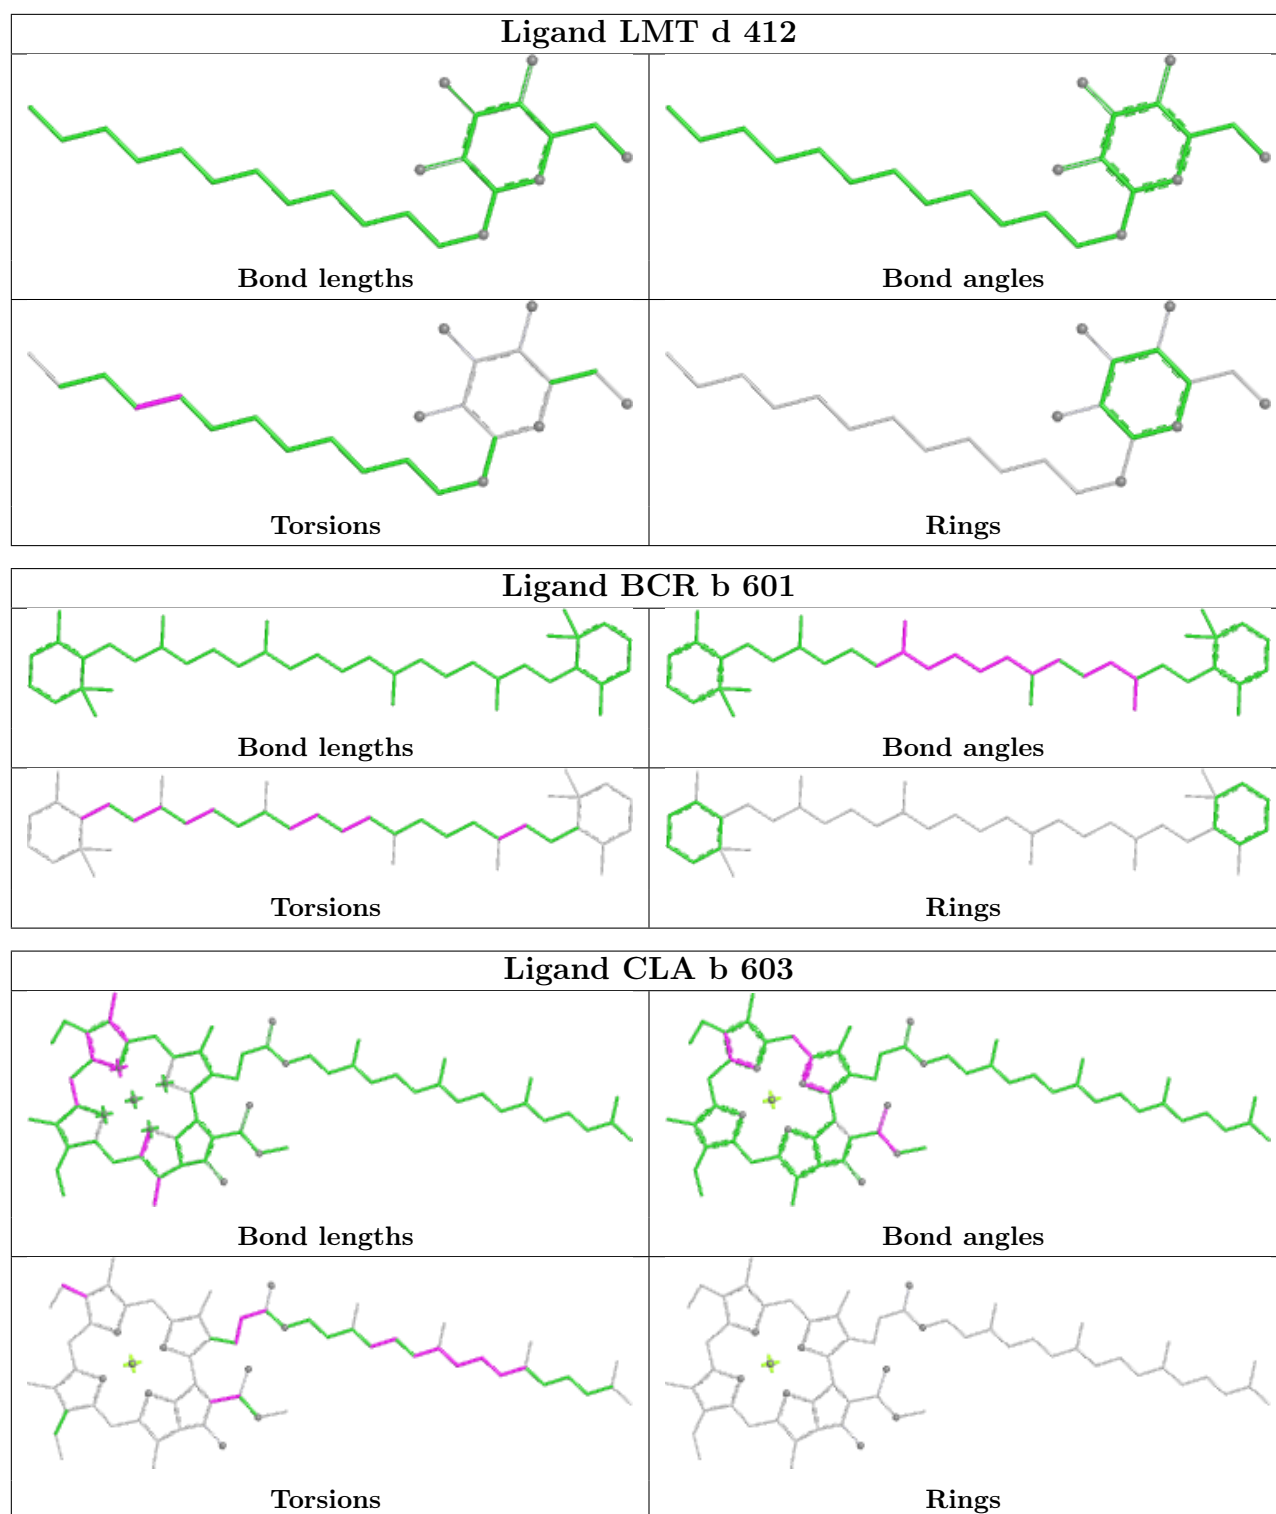 Ligand LMT d 412
Bond lengths
Bond angles
Torsions
Rings
Ligand BCR b 601
Bond lengths
Bond angles
Torsions
Rings
Ligand CLA b 603
Bond lengths
Bond angles
Torsions
Rings